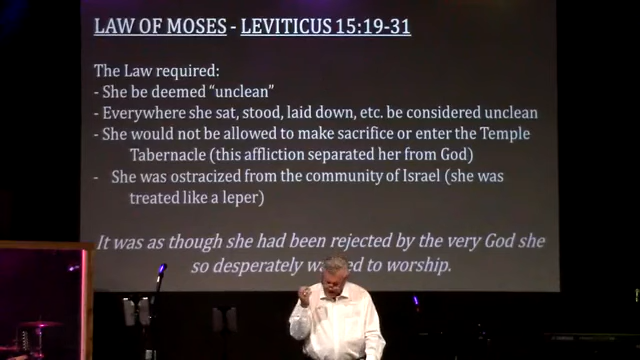 LAW OF MOSES - LEVITICUS 15:19-31
The Law required:
- She be deemed “unclean”
- Everywhere she sat, stood, laid down, etc. be considered unclean
- She would not be allowed to make sacrifice or enter the Temple
Tabernacle (this affliction separated her from God)
- She was ostracized from the community of Israel (she was
treated like a leper)
It was as though she had been rejected by the very God she
so desperately to worship.